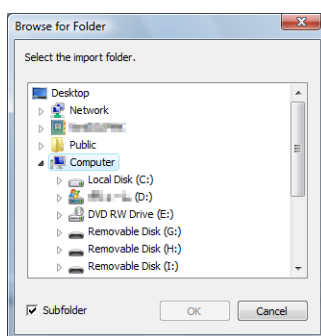 Browse for Folder
Select the import folder.
Desktop
Network
Public
Computer
Local Disk (C:)
(D:)
DVD RW Drive (E:)
Removable Disk (G:)
Removable Disk (H:)
Removable Disk (I:)
Subfolder
OK
Cancel